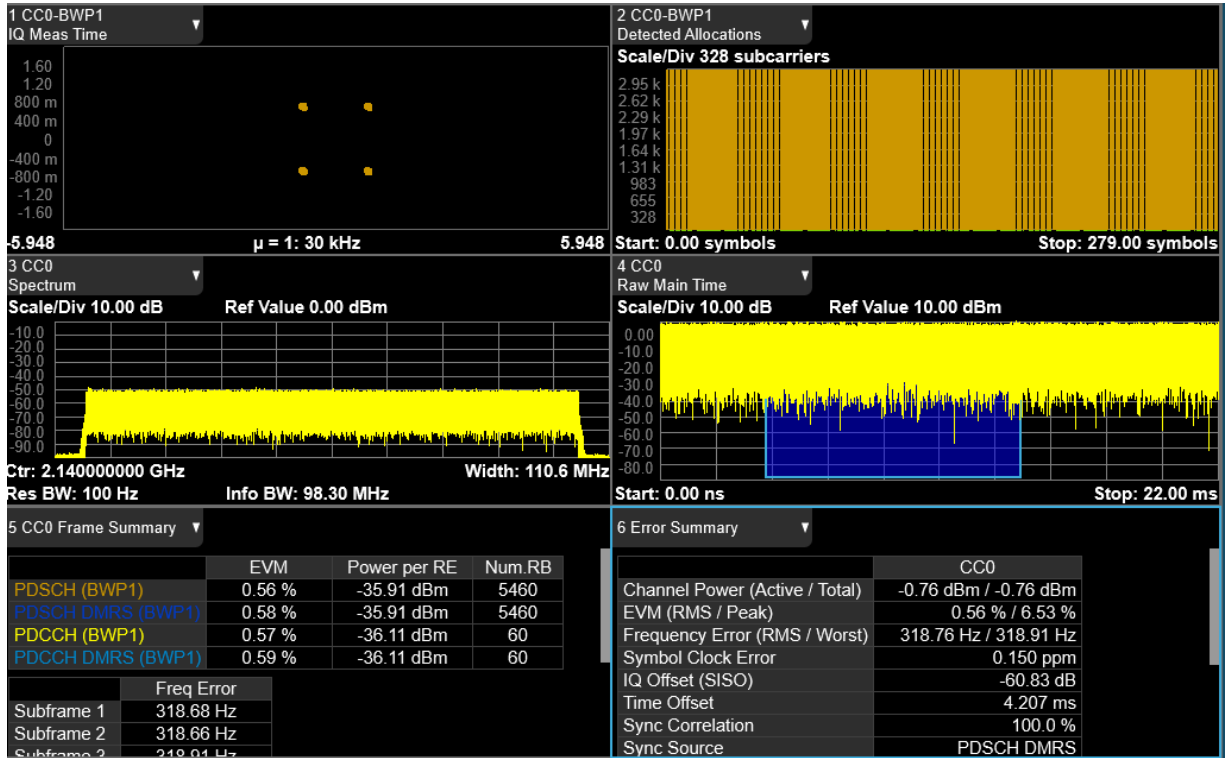 1 CC0-BWP1
IQ Meas Time
1.60
1.20
800 m
400 m
0
-400 m
-800 m
-1.20
-1.60
-5.948 µ = 1: 30 kHz 5.948
2 CC0-BWP1
Detected Allocations
Scale/Div 328 subcarriers
2.95 k
2.62 k
2.29 k
1.97 k
1.64 k
1.31 k
983
655
328
Start: 0.00 symbols Stop: 279.00 symbols
3 CC0
Spectrum
Scale/Div 10.00 dB Ref Value 0.00 dBm
-10.0
-20.0
-30.0
-40.0
-50.0
-60.0
-70.0
-80.0
-90.0
Ctr: 2.140000000 GHz Width: 110.6 MHz
Res BW: 100 Hz Info BW: 98.30 MHz
4 CC0
Raw Main Time
Scale/Div 10.00 dB Ref Value 10.00 dBm
0.00
-10.0
-20.0
-30.0
-40.0
-50.0
-60.0
-70.0
-80.0
Start: 0.00 ns Stop: 22.00 ms
5 CC0 Frame Summary
EVM Power per RE Num.RB
PDSCH (BWP1) 0.56 % -35.91 dBm 5460
PDSCH DMRS (BWP1) 0.58 % -35.91 dBm 5460
PDCCH (BWP1) 0.57 % -36.11 dBm 60
PDCCH DMRS (BWP1) 0.59 % -36.11 dBm 60
Freq Error
Subframe 1 318.68 Hz
Subframe 2 318.66 Hz
Subframe 3 318.91 Hz
6 Error Summary
CC0
Channel Power (Active / Total) -0.76 dBm / -0.76 dBm
EVM (RMS / Peak) 0.56 % / 6.53 %
Frequency Error (RMS / Worst) 318.76 Hz / 318.91 Hz
Symbol Clock Error 0.150 ppm
IQ Offset (SISO) -60.83 dB
Time Offset 4.207 ms
Sync Correlation 100.0 %
Sync Source PDSCH DMRS